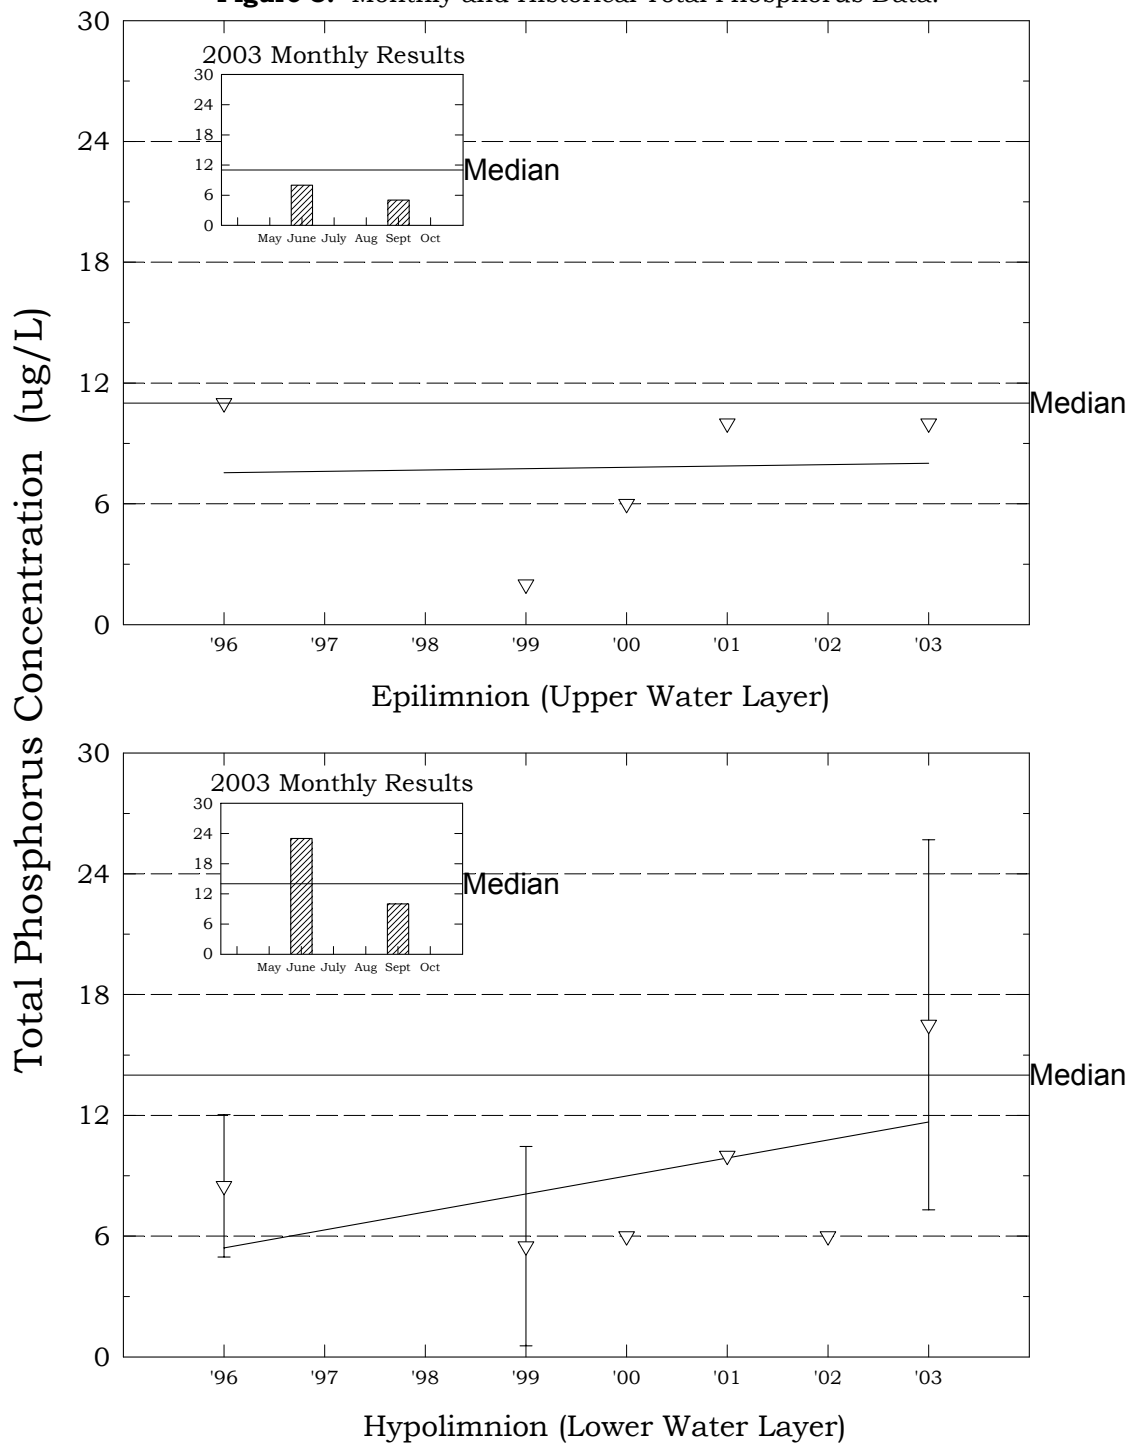 Monthly and Historical Total Phosphorus Data.
Total Phosphorus Concentration (ug/L)
30
24
18
12
6
0
2003 Monthly Results
30
24
18
12
6
0
Median
May June July Aug Sept Oct
Median
'96 '97 '98 '99 '00 '01 '02 '03
Epilimnion (Upper Water Layer)
30
24
18
12
6
0
2003 Monthly Results
30
24
18
12
6
0
Median
May June July Aug Sept Oct
Median
'96 '97 '98 '99 '00 '01 '02 '03
Hypolimnion (Lower Water Layer)